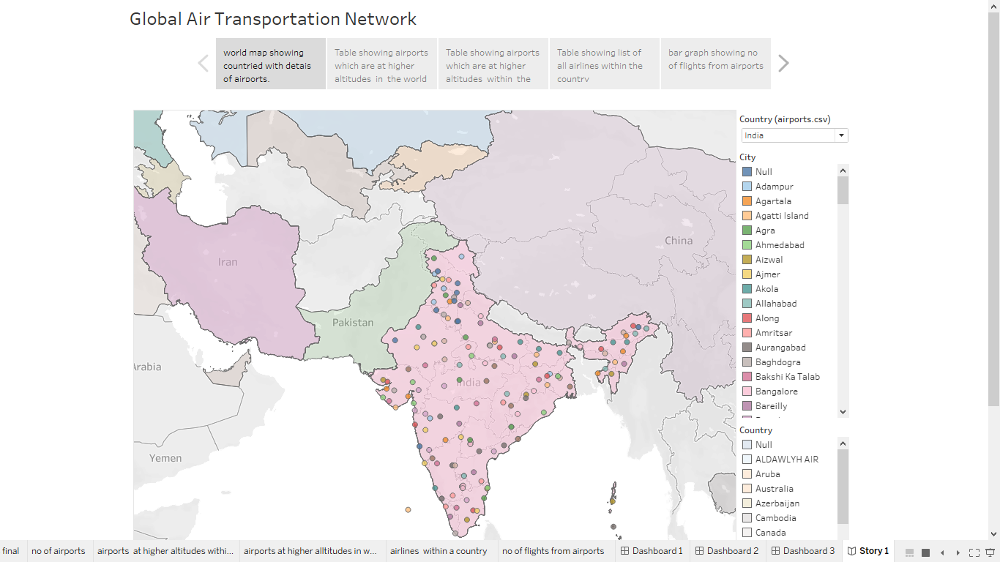 Global Air Transportation Network
world map showing
countried with detais
of airports.
Table showing airports
which are at higher
altitudes in the world
Table showing airports
which are at higher
altitudes within the
Table showing list of
all airlines within the
country
bar graph showing no
of flights from airports
Country (airports.csv)
India
City
Null
Adampur
Agartala
Agatti Island
Agra
Ahmedabad
Aizwal
Ajmer
Akola
Allahabad
Along
Amritsar
Aurangabad
Baghdogra
Bakshi Ka Talab
Bangalore
Bareilly
Country
Null
ALDAWLYH AIR
Aruba
Australia
Azerbaijan
Cambodia
Canada
China
Iran
Pakistan
India
Arabia
Yemen
final
no of airports
airports at higher altitudes withi...
airports at higher alltitudes in w...
airlines within a country
no of flights from airports
Dashboard 1
Dashboard 2
Dashboard 3
Story 1